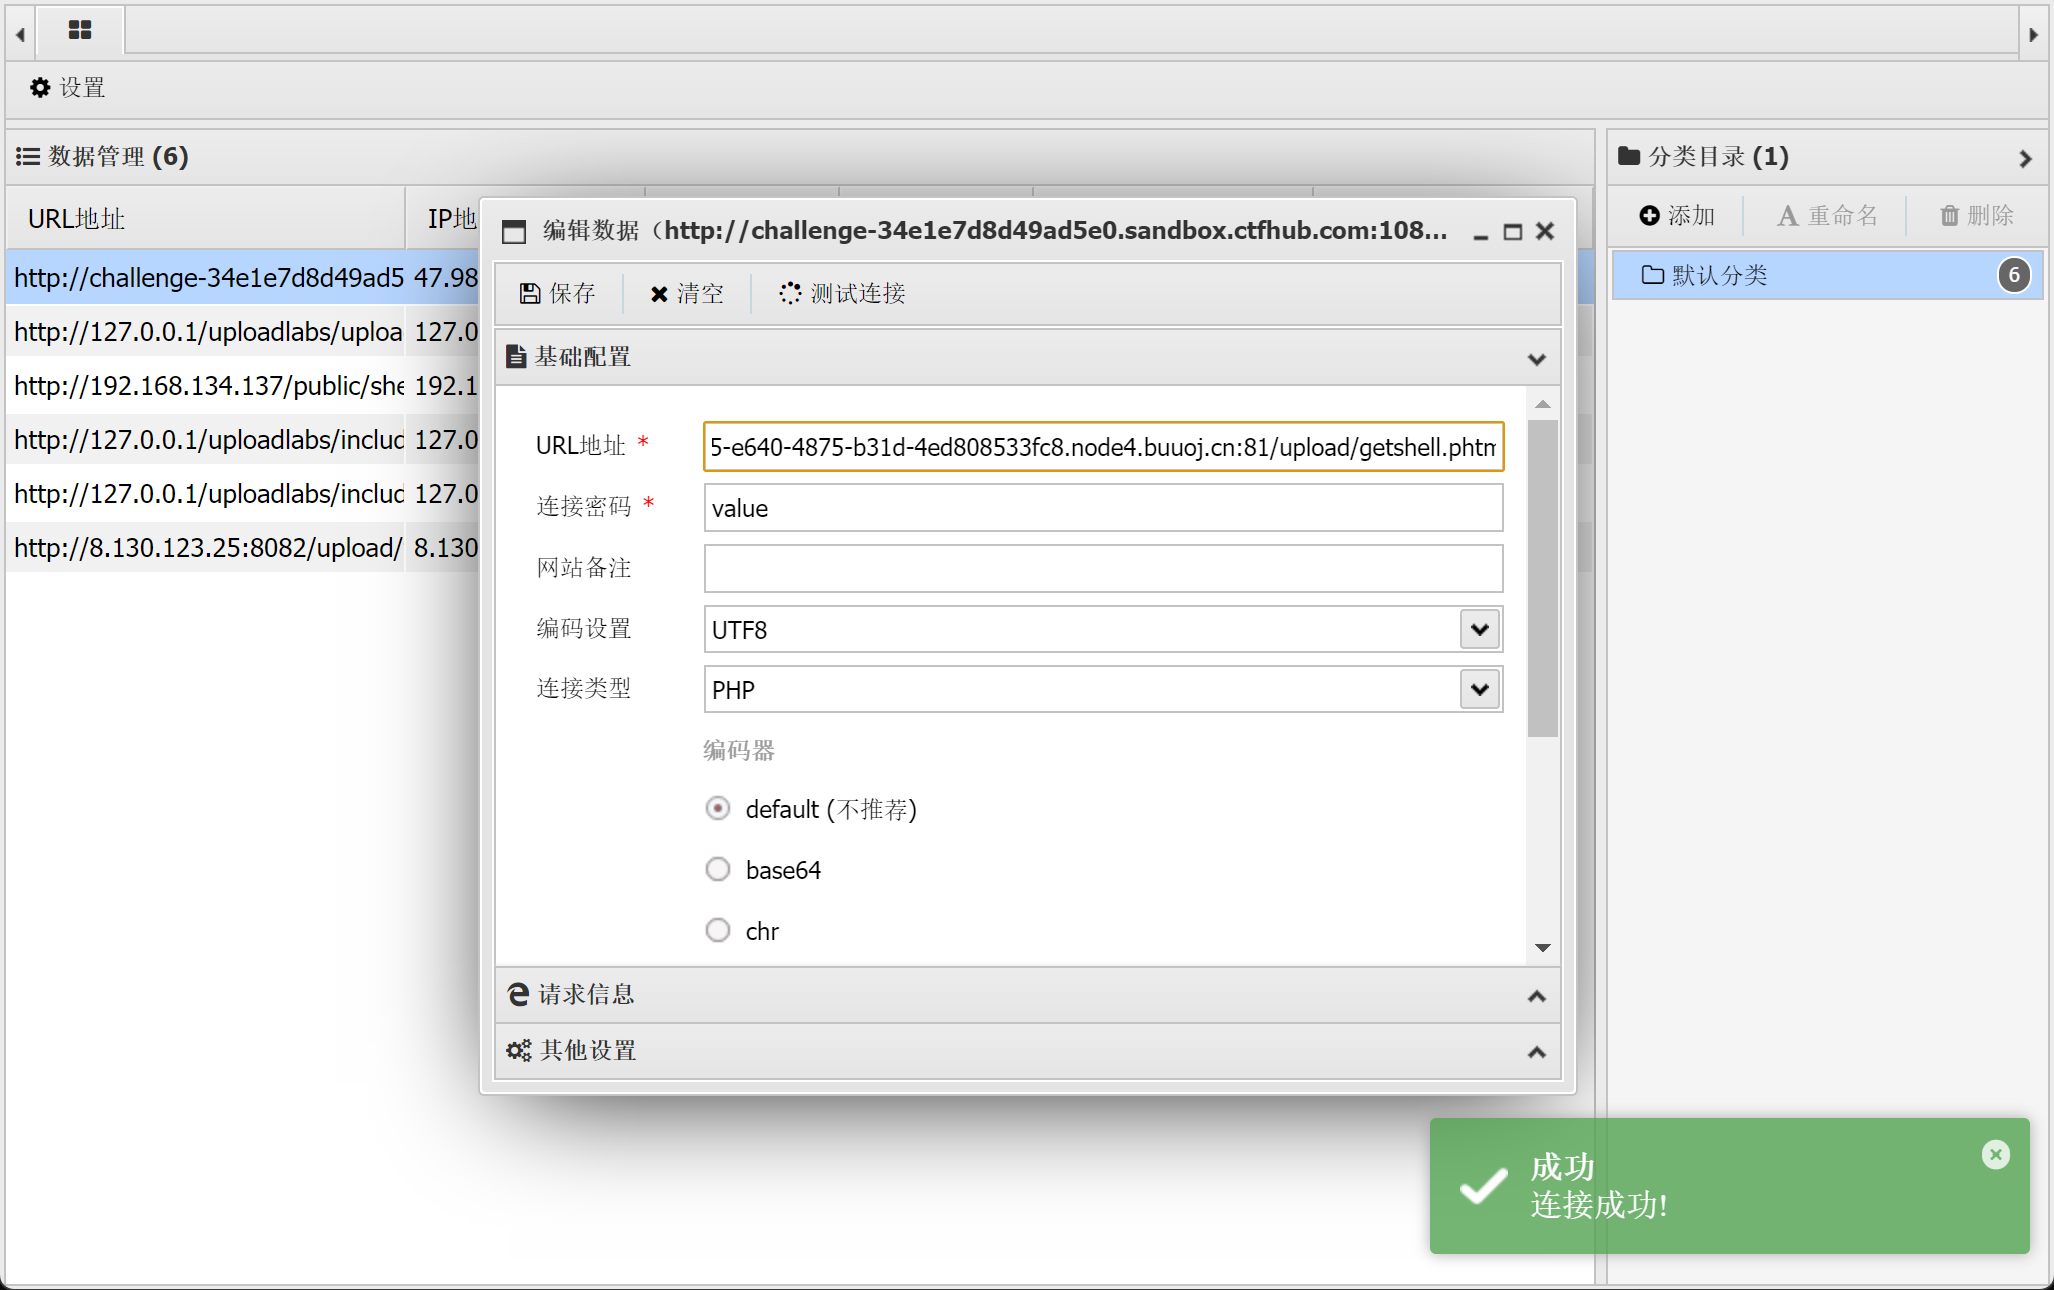 设置
数据管理 (6)
分类目录 (1)
URL地址
IP地
添加
重命名
删除
http://challenge-34e1e7d8d49ad5
47.98
http://127.0.0.1/uploadlabs/uploa
127.0
http://192.168.134.137/public/she
192.1
http://127.0.0.1/uploadlabs/includ
127.0
http://127.0.0.1/uploadlabs/includ
127.0
http://8.130.123.25:8082/upload/
8.130
默认分类
6
编辑数据（http://challenge-34e1e7d8d49ad5e0.sandbox.ctfhub.com:108...
保存
清空
测试连接
基础配置
URL地址 *
5-e640-4875-b31d-4ed808533fc8.node4.buuoj.cn:81/upload/getshell.phtm
连接密码 *
value
网站备注
编码设置
UTF8
连接类型
PHP
编码器
default (不推荐)
base64
chr
请求信息
其他设置
成功
连接成功!